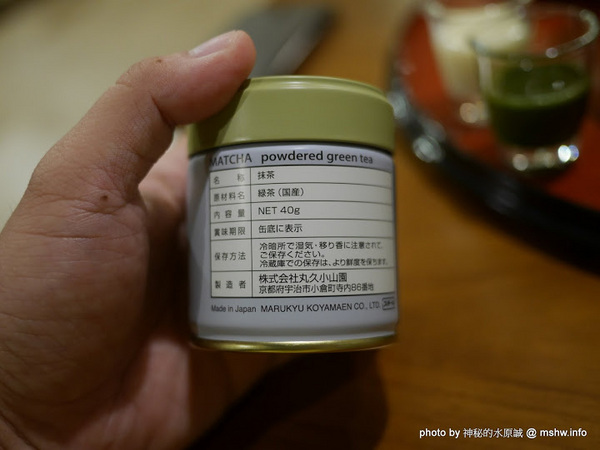 MATCHA powdered green tea
名 称 抹茶
原材料名 緑茶(国産)
内容量 NET 40g
賞味期限 缶底に表示
保存方法 冷暗所で湿気・移り香に注意されて、
ご保存ください。
冷蔵庫での保存は、より鮮度を保ちます。
製造者 株式会社丸久小山園
京都府宇治市小倉町寺内86番地
Made in Japan MARUKYU KOYAMAEN CO., LTD.
photo by 神秘的水原誠 @ mshw.info